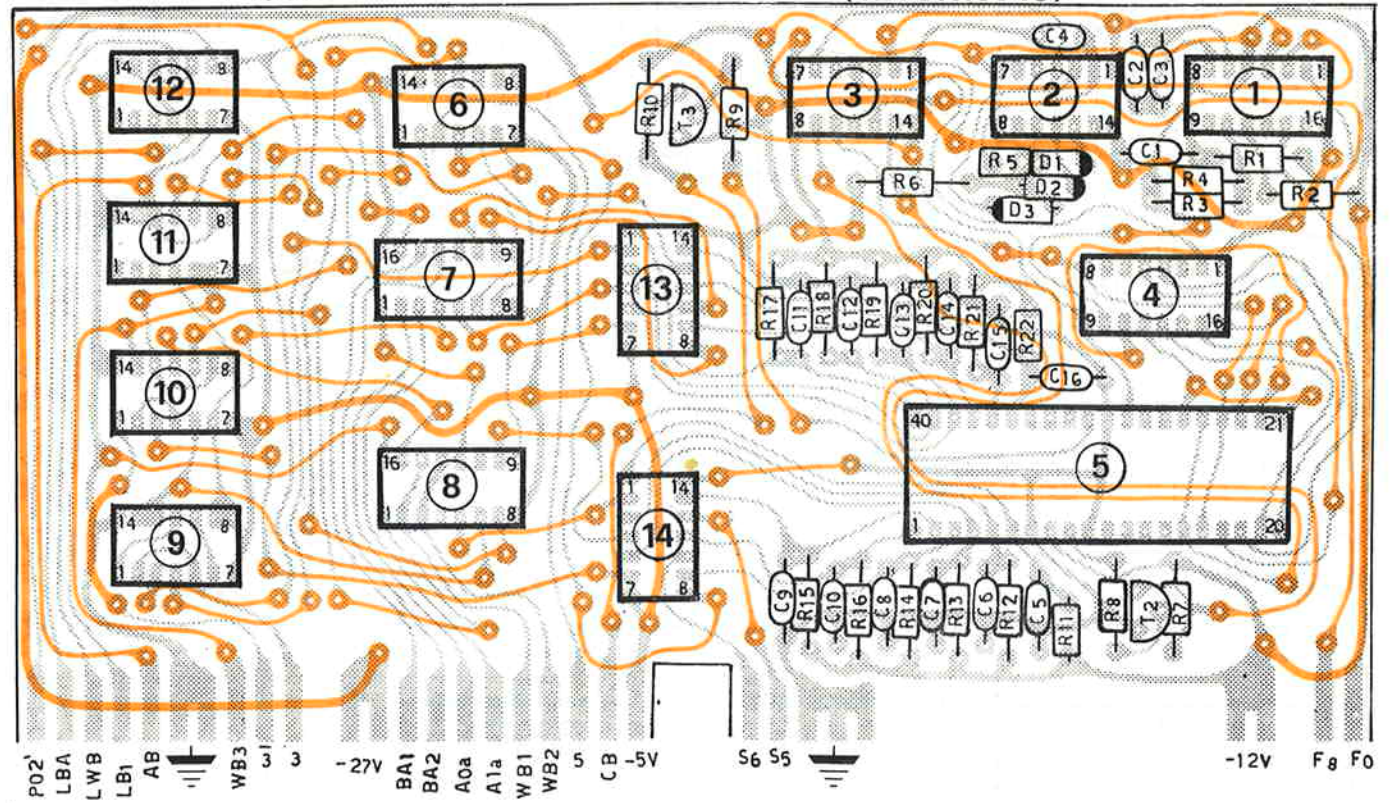 14 8
12
1 7
14 8
6
1 7
R10
T3
R9
7 1
3
8 14
C4
7 1
2
8 14
C2
C3
8 1
1
9 16
C1
R1
R5
D1
R6
D2
D3
R4
R3
R2
14 8
11
1 7
16 9
7
1 8
1 14
13
7 8
R17
C11
R18
C12
R19
C13
R20
C14
R21
C15
R22
C16
8 1
4
9 16
14 8
10
1 7
16 9
8
1 8
40 21
5
1 20
14 8
9
1 7
1 14
14
7 8
C9
R15
C10
R16
C8
R14
C7
R13
C6
R12
C5
R11
R8
T2
R7
P02'
LBA
LWB
LB1
AB
WB3
3'
3
-27V
BA1
BA2
A0a
A1a
WB1
WB2
5
CB
-5V
S6
S5
-12V
F8
F0